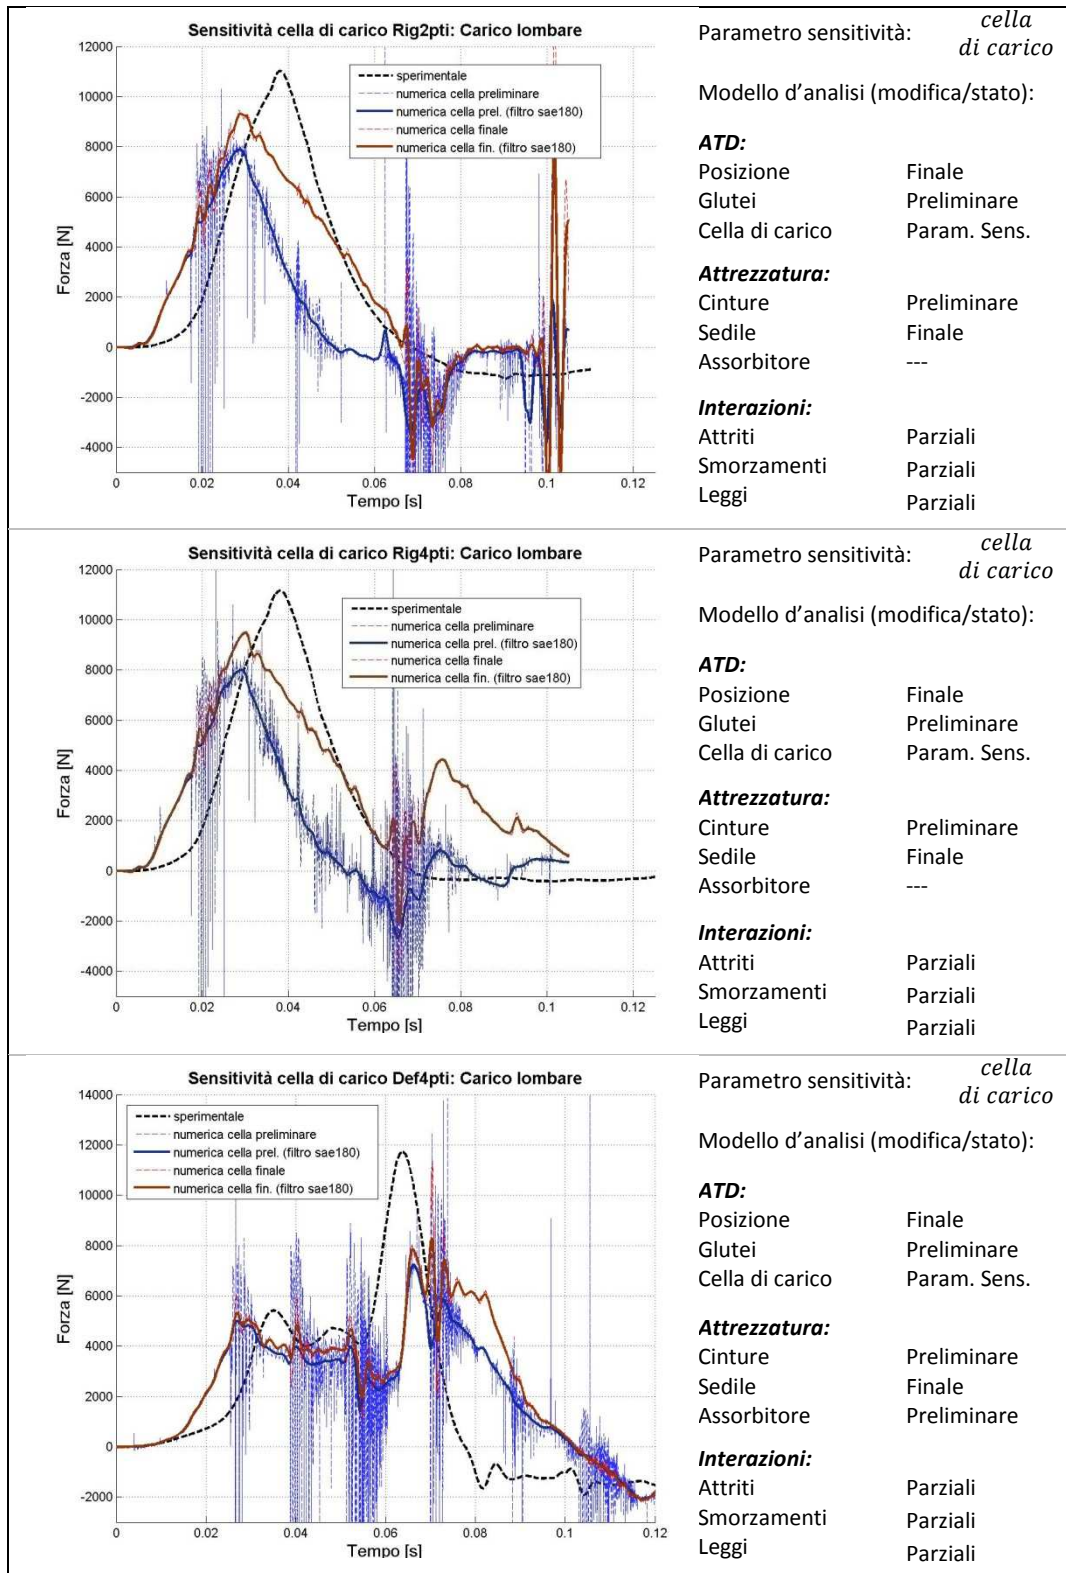 Sensitività cella di carico Rig2pti: Carico lombare
12000
10000
8000
6000
4000
2000
0
-2000
-4000
Forza [N]
sperimentale
numerica cella preliminare
numerica cella prel. (filtro sae180)
numerica cella finale
numerica cella fin. (filtro sae180)
0 0.02 0.04 0.06 0.08 0.1 0.12
Tempo [s]
Parametro sensitività: cella
di carico
Modello d'analisi (modifica/stato):
ATD:
Posizione Finale
Glutei Preliminare
Cella di carico Param. Sens.
Attrezzatura:
Cinture Preliminare
Sedile Finale
Assorbitore ---
Interazioni:
Attriti Parziali
Smorzamenti Parziali
Leggi Parziali
Sensitività cella di carico Rig4pti: Carico lombare
12000
10000
8000
6000
4000
2000
0
-2000
-4000
Forza [N]
sperimentale
numerica cella preliminare
numerica cella prel. (filtro sae180)
numerica cella finale
numerica cella fin. (filtro sae180)
0 0.02 0.04 0.06 0.08 0.1 0.12
Tempo [s]
Parametro sensitività: cella
di carico
Modello d'analisi (modifica/stato):
ATD:
Posizione Finale
Glutei Preliminare
Cella di carico Param. Sens.
Attrezzatura:
Cinture Preliminare
Sedile Finale
Assorbitore ---
Interazioni:
Attriti Parziali
Smorzamenti Parziali
Leggi Parziali
Sensitività cella di carico Def4pti: Carico lombare
14000
12000
10000
8000
6000
4000
2000
0
-2000
Forza [N]
sperimentale
numerica cella preliminare
numerica cella prel. (filtro sae180)
numerica cella finale
numerica cella fin. (filtro sae180)
0 0.02 0.04 0.06 0.08 0.1 0.12
Tempo [s]
Parametro sensitività: cella
di carico
Modello d'analisi (modifica/stato):
ATD:
Posizione Finale
Glutei Preliminare
Cella di carico Param. Sens.
Attrezzatura:
Cinture Preliminare
Sedile Finale
Assorbitore Preliminare
Interazioni:
Attriti Parziali
Smorzamenti Parziali
Leggi Parziali